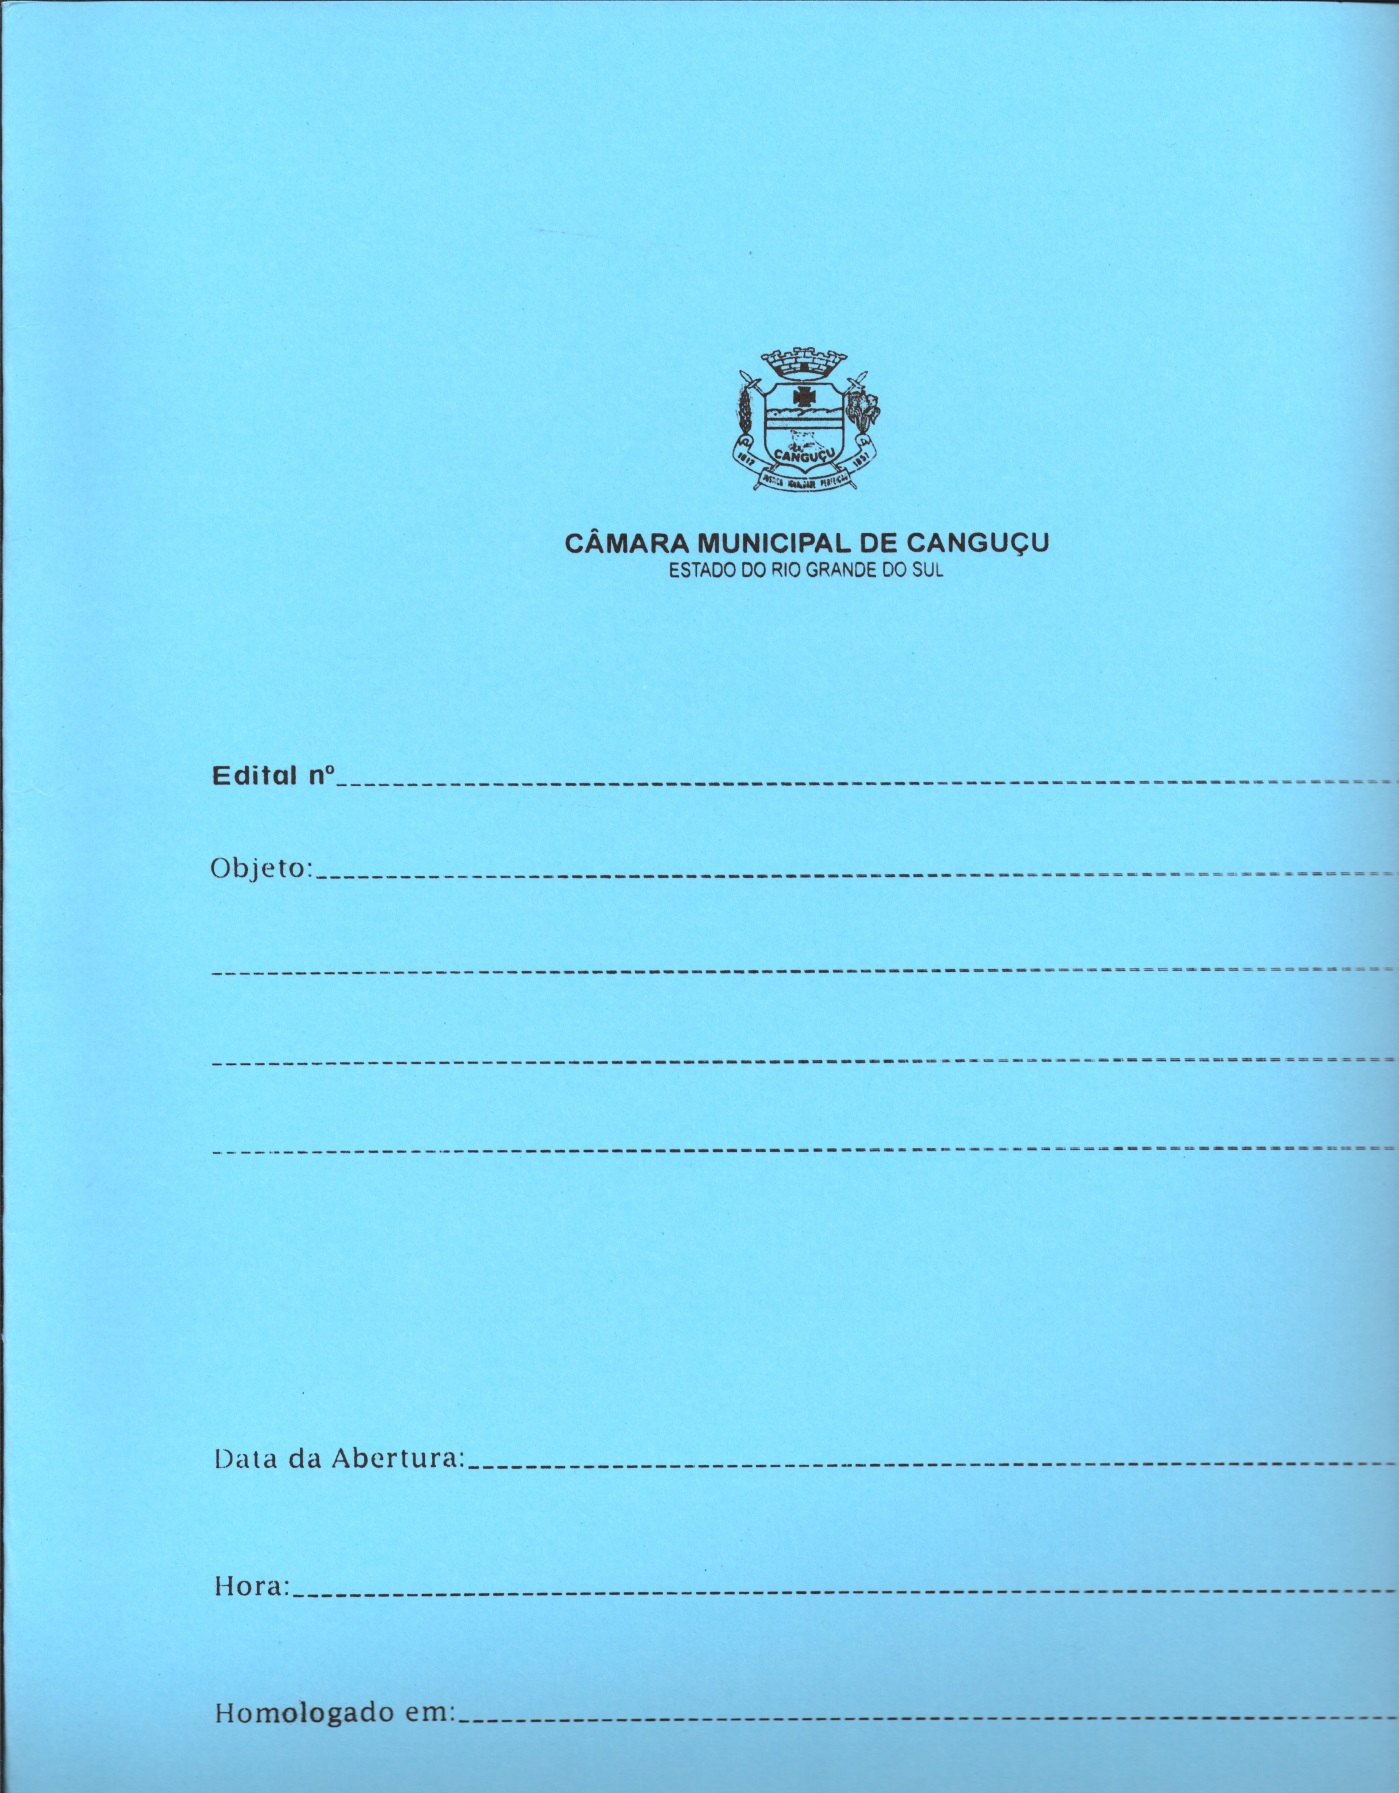 CANGUÇU
1857
CÂMARA MUNICIPAL DE CANGUÇU
ESTADO DO RIO GRANDE DO SUL
Edital nº
Objeto:
Data da Abertura:
Hora:
Homologado em: